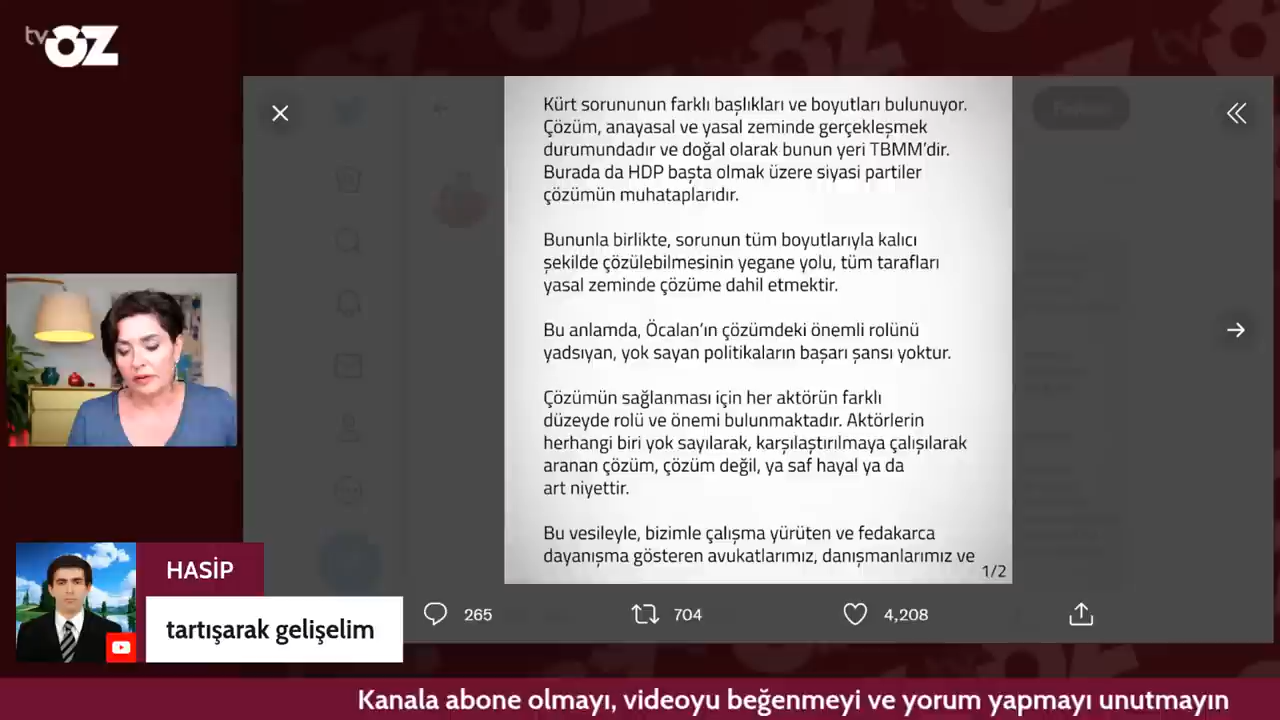 tv ÖZ
Kürt sorununun farklı başlıkları ve boyutları bulunuyor.
Çözüm, anayasal ve yasal zeminde gerçekleşmek
durumundadır ve doğal olarak bunun yeri TBMM'dir.
Burada da HDP başta olmak üzere siyasi partiler
çözümün muhataplarıdır.
Bununla birlikte, sorunun tüm boyutlarıyla kalıcı
şekilde çözülebilmesinin yegane yolu, tüm tarafları
yasal zeminde çözüme dahil etmektir.
Bu anlamda, Öcalan'ın çözümdeki önemli rolünü
yadsıyan, yok sayan politikaların başarı şansı yoktur.
Çözümün sağlanması için her aktörün farklı
düzeyde rolü ve önemi bulunmaktadır. Aktörlerin
herhangi biri yok sayılarak, karşılaştırılmaya çalışılarak
aranan çözüm, çözüm değil, ya saf hayal ya da
art niyettir.
Bu vesileyle, bizimle çalışma yürüten ve fedakarca
dayanışma gösteren avukatlarımız, danışmanlarımız ve
1/2
265 704 4,208
HASİP
tartışarak gelişelim
Kanala abone olmayı, videoyu beğenmeyi ve yorum yapmayı unutmayın